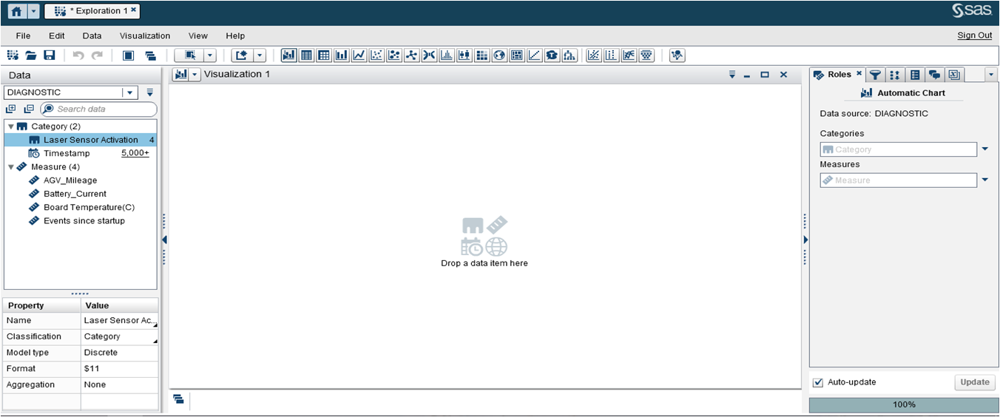 * Exploration 1
sas
File Edit Data Visualization View Help Sign Out
Data
DIAGNOSTIC
Search data
Category (2)
Laser Sensor Activation 4
Timestamp 5,000+
Measure (4)
AGV_Mileage
Battery_Current
Board Temperature(C)
Events since startup
Property Value
Name Laser Sensor Ac...
Classification Category
Model type Discrete
Format $11
Aggregation None
Visualization 1
Drop a data item here
Roles
Automatic Chart
Data source: DIAGNOSTIC
Categories
Category
Measures
Measure
Auto-update Update
100%